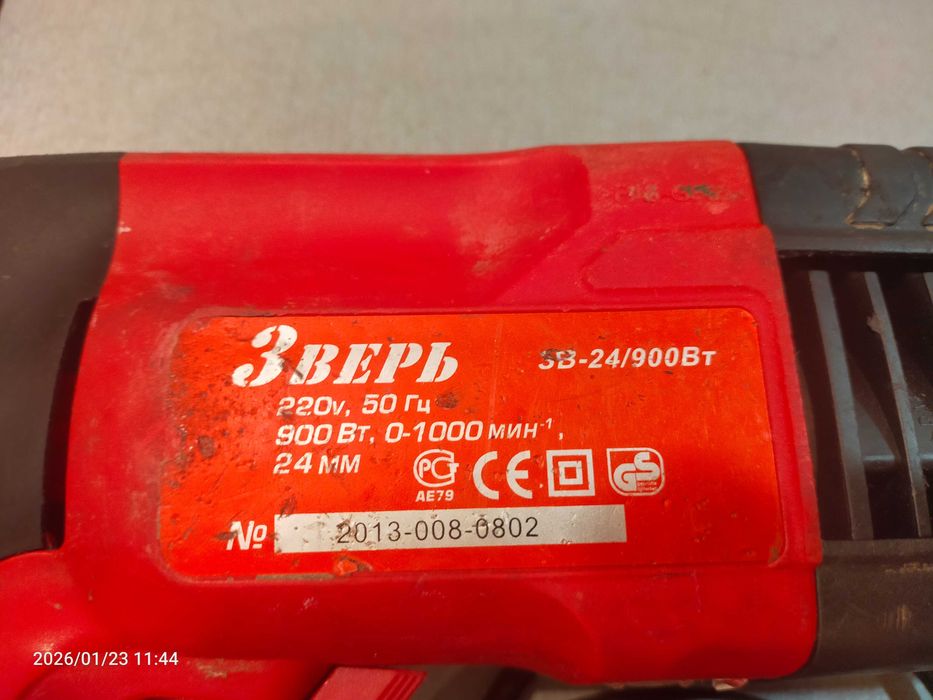 Зверь
ЗВ-24/900Вт
220v, 50 Гц
900 Вт, 0-1000 мин-1,
24 мм
РСТ CE GS
АЕ79
№ 2013-008-0802
2026/01/23 11:44